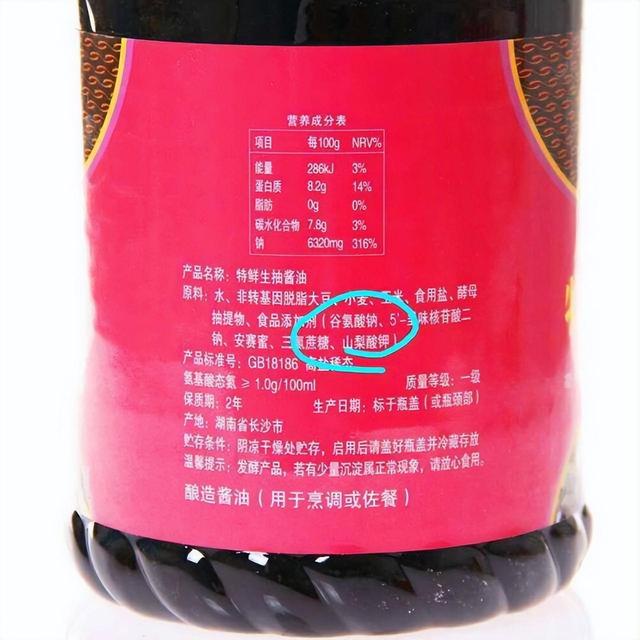 营养成分表
项目 每100g NRV%
能量 286kJ 3%
蛋白质 8.2g 14%
脂肪 0g 0%
碳水化合物 7.8g 3%
钠 6320mg 316%
产品名称：特鲜生抽酱油
原料：水、非转基因脱脂大豆、小麦、玉米、食用盐、酵母
抽提物、食品添加剂（谷氨酸钠、5'-呈味核苷酸二
钠、安赛蜜、三氯蔗糖、山梨酸钾）
产品标准号：GB18186 高盐稀态
氨基酸态氮≥1.0g/100ml 质量等级：一级
保质期：2年 生产日期：标于瓶盖（或瓶颈部）
产地：湖南省长沙市
贮存条件：阴凉干燥处贮存，启用后请盖好瓶盖并冷藏存放
温馨提示：发酵产品，若有少量沉淀属正常现象，请放心食用。
酿造酱油（用于烹调或佐餐）